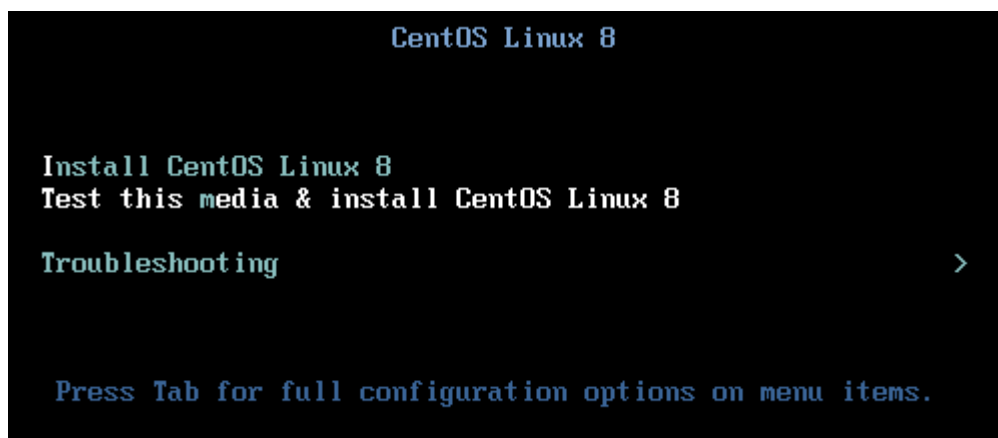 CentOS Linux 8
Install CentOS Linux 8
Test this media & install CentOS Linux 8
Troubleshooting >
Press Tab for full configuration options on menu items.